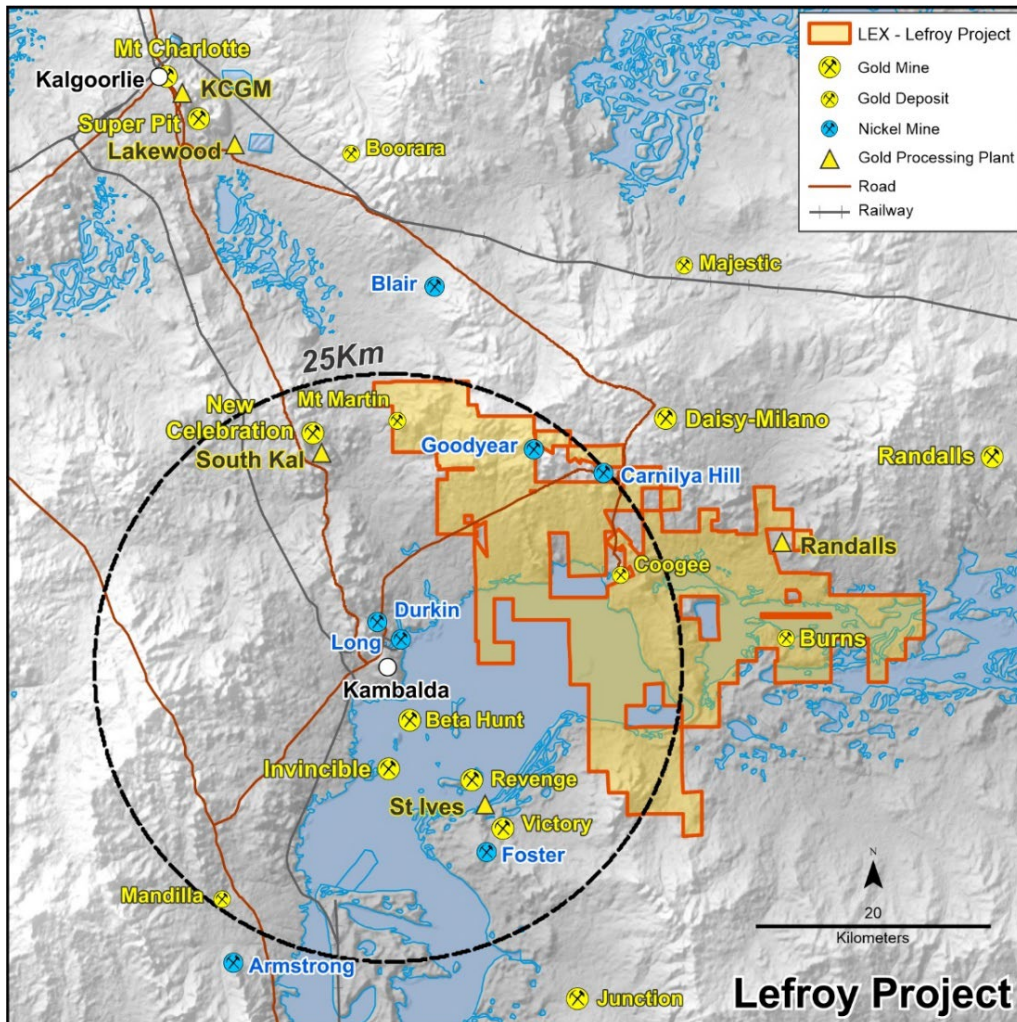 LEX - Lefroy Project
Gold Mine
Gold Deposit
Nickel Mine
Gold Processing Plant
Road
Railway
Mt Charlotte
Kalgoorlie
KCGM
Super Pit
Lakewood
Boorara
Majestic
Blair
25Km
Mt Martin
New
Celebration
South Kal
Goodyear
Daisy-Milano
Carnilya Hill
Randalls
Randalls
Coogee
Durkin
Long
Burns
Kambalda
Beta Hunt
Invincible
Revenge
St Ives
Victory
Foster
Mandilla
Armstrong
Junction
N
20
Kilometers
Lefroy Project